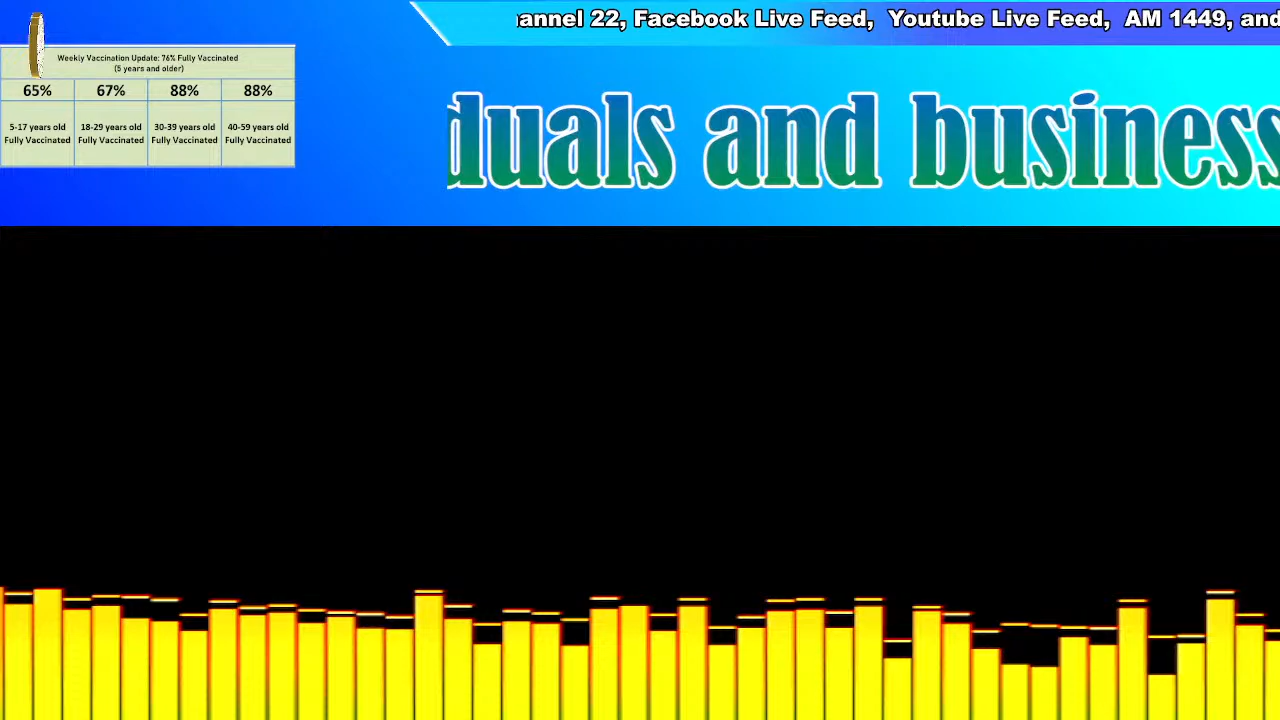 annel 22, Facebook Live Feed, Youtube Live Feed, AM 1449, and
duals and business
Weekly Vaccination Update: 76% Fully Vaccinated
(5 years and older)
65% 67% 88% 88%
5-17 years old 18-29 years old 30-39 years old 40-59 years old
Fully Vaccinated Fully Vaccinated Fully Vaccinated Fully Vaccinated